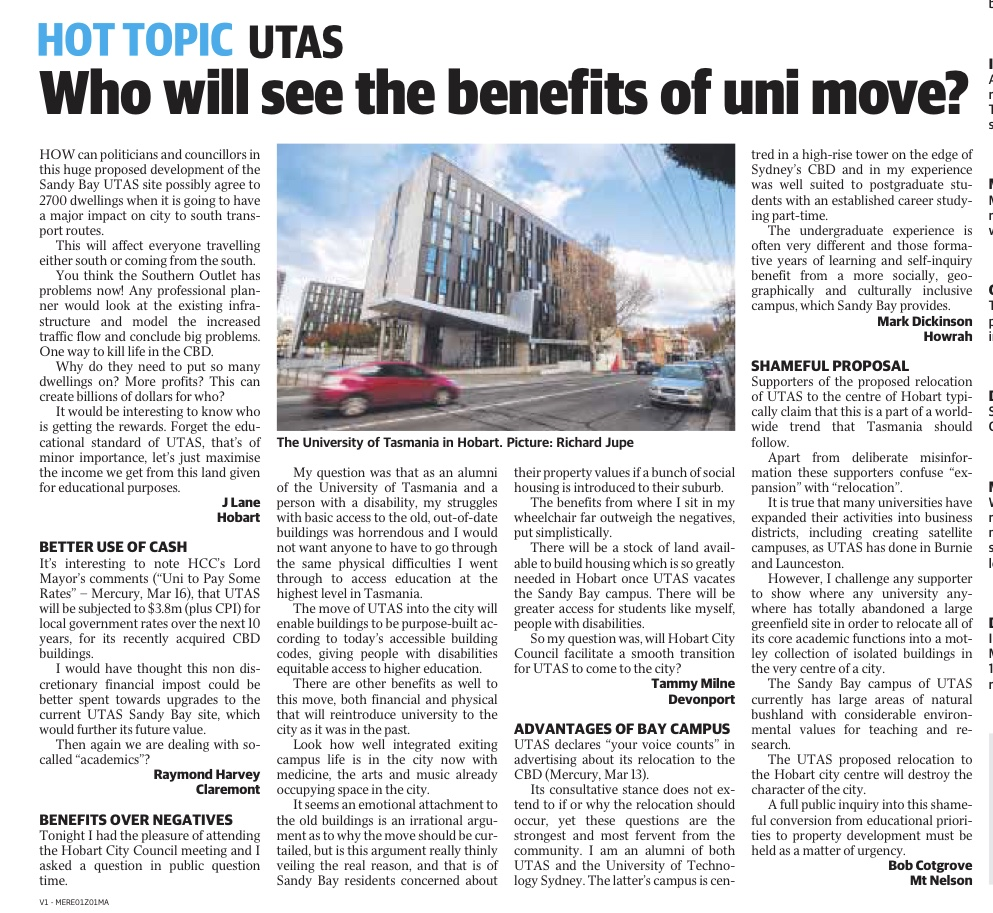 HOT TOPIC UTAS
Who will see the benefits of uni move?
HOW can politicians and councillors in
this huge proposed development of the
Sandy Bay UTAS site possibly agree to
2700 dwellings when it is going to have
a major impact on city to south trans-
port routes.
This will affect everyone travelling
either south or coming from the south.
You think the Southern Outlet has
problems now! Any professional plan-
ner would look at the existing infra-
structure and model the increased
traffic flow and conclude big problems.
One way to kill life in the CBD.
Why do they need to put so many
dwellings on? More profits? This can
create billions of dollars for who?
It would be interesting to know who
is getting the rewards. Forget the edu-
cational standard of UTAS, that's of
minor importance, let's just maximise
the income we get from this land given
for educational purposes.
J Lane
Hobart
BETTER USE OF CASH
It's interesting to note HCC's Lord
Mayor's comments ("Uni to Pay Some
Rates" – Mercury, Mar 16), that UTAS
will be subjected to $3.8m (plus CPI) for
local government rates over the next 10
years, for its recently acquired CBD
buildings.
I would have thought this non dis-
cretionary financial impost could be
better spent towards upgrades to the
current UTAS Sandy Bay site, which
would further its future value.
Then again we are dealing with so-
called "academics"?
Raymond Harvey
Claremont
BENEFITS OVER NEGATIVES
Tonight I had the pleasure of attending
the Hobart City Council meeting and I
asked a question in public question
time.
The University of Tasmania in Hobart. Picture: Richard Jupe
My question was that as an alumni
of the University of Tasmania and a
person with a disability, my struggles
with basic access to the old, out-of-date
buildings was horrendous and I would
not want anyone to have to go through
the same physical difficulties I went
through to access education at the
highest level in Tasmania.
The move of UTAS into the city will
enable buildings to be purpose-built ac-
cording to today's accessible building
codes, giving people with disabilities
equitable access to higher education.
There are other benefits as well to
this move, both financial and physical
that will reintroduce university to the
city as it was in the past.
Look how well integrated exiting
campus life is in the city now with
medicine, the arts and music already
occupying space in the city.
It seems an emotional attachment to
the old buildings is an irrational argu-
ment as to why the move should be cur-
tailed, but is this argument really thinly
veiling the real reason, and that is of
Sandy Bay residents concerned about
their property values if a bunch of social
housing is introduced to their suburb.
The benefits from where I sit in my
wheelchair far outweigh the negatives,
put simplistically.
There will be a stock of land avail-
able to build housing which is so greatly
needed in Hobart once UTAS vacates
the Sandy Bay campus. There will be
greater access for students like myself,
people with disabilities.
So my question was, will Hobart City
Council facilitate a smooth transition
for UTAS to come to the city?
Tammy Milne
Devonport
ADVANTAGES OF BAY CAMPUS
UTAS declares "your voice counts" in
advertising about its relocation to the
CBD (Mercury, Mar 13).
Its consultative stance does not ex-
tend to if or why the relocation should
occur, yet these questions are the
strongest and most fervent from the
community. I am an alumni of both
UTAS and the University of Techno-
logy Sydney. The latter's campus is cen-
tred in a high-rise tower on the edge of
Sydney's CBD and in my experience
was well suited to postgraduate stu-
dents with an established career study-
ing part-time.
The undergraduate experience is
often very different and those forma-
tive years of learning and self-inquiry
benefit from a more socially, geo-
graphically and culturally inclusive
campus, which Sandy Bay provides.
Mark Dickinson
Howrah
SHAMEFUL PROPOSAL
Supporters of the proposed relocation
of UTAS to the centre of Hobart typi-
cally claim that this is a part of a world-
wide trend that Tasmania should
follow.
Apart from deliberate misinfor-
mation these supporters confuse "ex-
pansion" with "relocation".
It is true that many universities have
expanded their activities into business
districts, including creating satellite
campuses, as UTAS has done in Burnie
and Launceston.
However, I challenge any supporter
to show where any university any-
where has totally abandoned a large
greenfield site in order to relocate all of
its core academic functions into a mot-
ley collection of isolated buildings in
the very centre of a city.
The Sandy Bay campus of UTAS
currently has large areas of natural
bushland with considerable environ-
mental values for teaching and re-
search.
The UTAS proposed relocation to
the Hobart city centre will destroy the
character of the city.
A full public inquiry into this shame-
ful conversion from educational priori-
ties to property development must be
held as a matter of urgency.
Bob Cotgrove
Mt Nelson
V1 - MERE01Z01MA